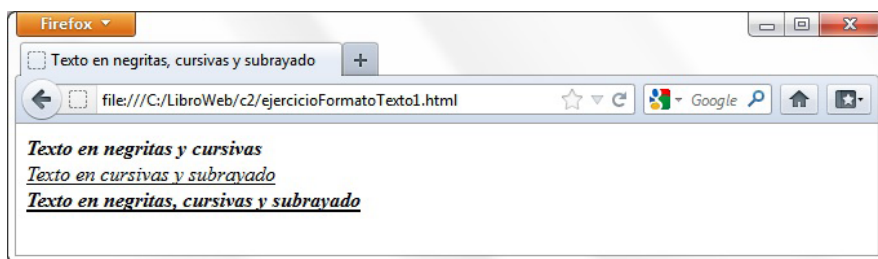 Firefox
Texto en negritas, cursivas y subrayado
file:///C:/LibroWeb/c2/ejercicioFormatoTexto1.html
Google
Texto en negritas y cursivas
Texto en cursivas y subrayado
Texto en negritas, cursivas y subrayado